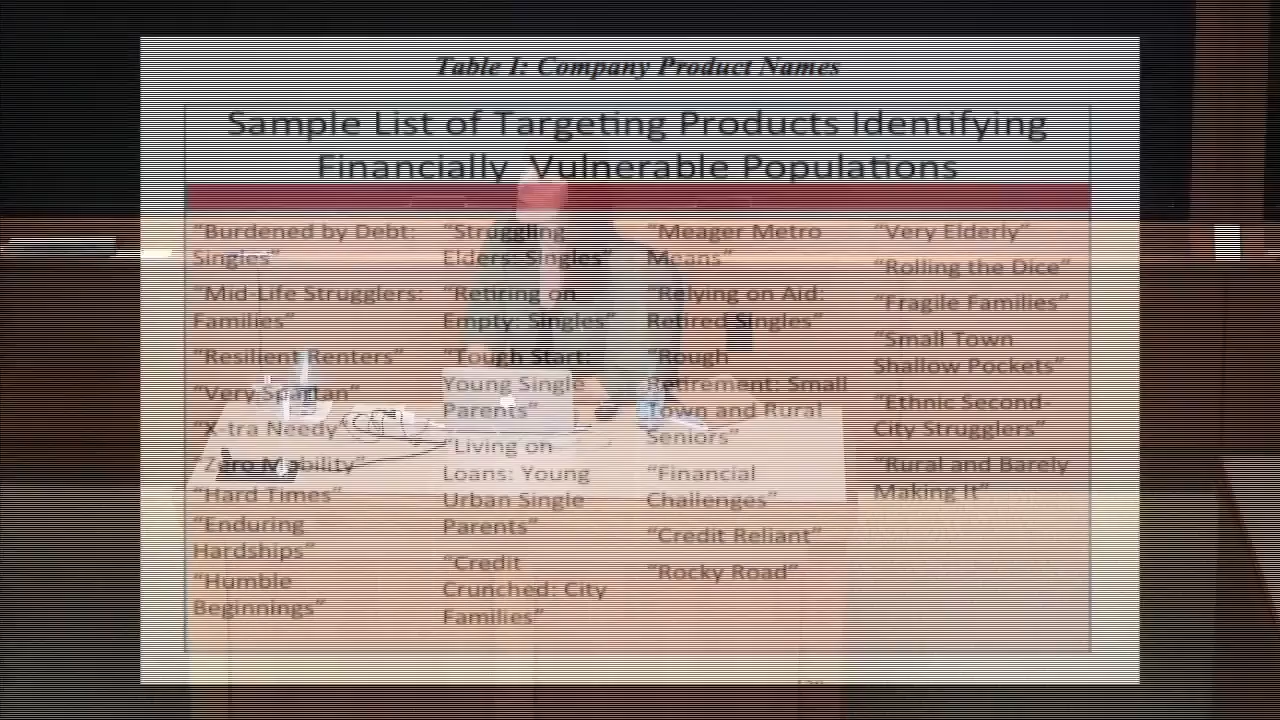 Table I: Company Product Names
Sample List of Targeting Products Identifying
Financially Vulnerable Populations
“Burdened by Debt:
Singles”
“Mid-Life Strugglers:
Families”
“Resilient Renters”
“Very Spartan”
“X-tra Needy”
“Zero Mobility”
“Hard Times”
“Enduring
Hardships”
“Humble
Beginnings”
“Struggling
Elders: Singles”
“Retiring on
Empty: Singles”
“Tough Start:
Young Single
Parents”
“Living on
Loans: Young
Urban Single
Parents”
“Credit
Crunched: City
Families”
“Meager Metro
Means”
“Relying on Aid:
Retired Singles”
“Rough
Retirement: Small
Town and Rural
Seniors”
“Financial
Challenges”
“Credit Reliant”
“Rocky Road”
“Very Elderly”
“Rolling the Dice”
“Fragile Families”
“Small Town
Shallow Pockets”
“Ethnic Second-
City Strugglers”
“Rural and Barely
Making It”